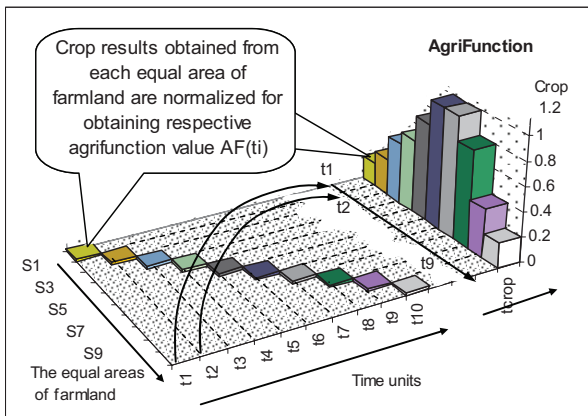 Crop results obtained from
each equal area of
farmland are normalized for
obtaining respective
agrifunction value AF(ti)
AgriFunction
Crop
1.2
1
0.8
0.6
0.4
0.2
0
t1
t2
t9
tcrop
S1
S3
S5
S7
S9
The equal areas
of farmland
t1
t2
t3
t4
t5
t6
t7
t8
t9
t10
Time units